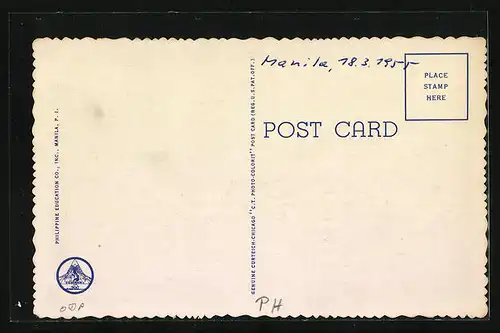 Manila, 18.3.1955
PLACE
STAMP
HERE
POST CARD
PHILIPPINE EDUCATION CO., INC., MANILA, P. I.
GENUINE CURTEICH-CHICAGO "C.T. PHOTO-COLORIT" POST CARD (REG. U.S. PAT. OFF.)
PH